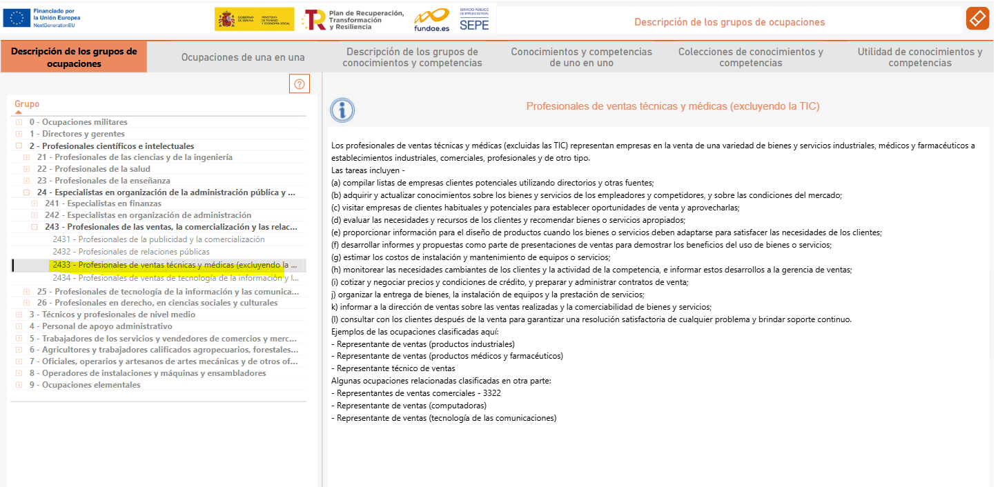 Financiado por
la Unión Europea
NextGenerationEU
GOBIERNO
DE ESPAÑA
MINISTERIO
DE TRABAJO
Y ECONOMÍA SOCIAL
Plan de Recuperación,
Transformación
y Resiliencia
fundae.es
SERVICIO PÚBLICO
DE EMPLEO ESTATAL
SEPE
Descripción de los grupos de ocupaciones
Descripción de los grupos de
ocupaciones
Ocupaciones de una en una
Descripción de los grupos de
conocimientos y competencias
Conocimientos y competencias
de uno en uno
Colecciones de conocimientos y
competencias
Utilidad de conocimientos y
competencias
Grupo
0 - Ocupaciones militares
1 - Directores y gerentes
2 - Profesionales científicos e intelectuales
21 - Profesionales de las ciencias y de la ingeniería
22 - Profesionales de la salud
23 - Profesionales de la enseñanza
24 - Especialistas en organización de la administración pública y ...
241 - Especialistas en finanzas
242 - Especialistas en organización de administración
243 - Profesionales de las ventas, la comercialización y las relac...
2431 - Profesionales de la publicidad y la comercialización
2432 - Profesionales de relaciones públicas
2433 - Profesionales de ventas técnicas y médicas (excluyendo la ...
2434 - Profesionales de ventas de tecnología de la información y l...
25 - Profesionales de tecnología de la información y las comunica...
26 - Profesionales en derecho, en ciencias sociales y culturales
3 - Técnicos y profesionales de nivel medio
4 - Personal de apoyo administrativo
5 - Trabajadores de los servicios y vendedores de comercios y merc...
6 - Agricultores y trabajadores calificados agropecuarios, forestales...
7 - Oficiales, operarios y artesanos de artes mecánicas y de otros of...
8 - Operadores de instalaciones y máquinas y ensambladores
9 - Ocupaciones elementales
Profesionales de ventas técnicas y médicas (excluyendo la TIC)
Los profesionales de ventas técnicas y médicas (excluidas las TIC) representan empresas en la venta de una variedad de bienes y servicios industriales, médicos y farmacéuticos a
establecimientos industriales, comerciales, profesionales y de otro tipo.
Las tareas incluyen -
(a) compilar listas de empresas clientes potenciales utilizando directorios y otras fuentes;
(b) adquirir y actualizar conocimientos sobre los bienes y servicios de los empleadores y competidores, y sobre las condiciones del mercado;
(c) visitar empresas de clientes habituales y potenciales para establecer oportunidades de venta y aprovecharlas;
(d) evaluar las necesidades y recursos de los clientes y recomendar bienes o servicios apropiados;
(e) proporcionar información para el diseño de productos cuando los bienes o servicios deben adaptarse para satisfacer las necesidades de los clientes;
(f) desarrollar informes y propuestas como parte de presentaciones de ventas para demostrar los beneficios del uso de bienes o servicios;
(g) estimar los costos de instalación y mantenimiento de equipos o servicios;
(h) monitorear las necesidades cambiantes de los clientes y la actividad de la competencia, e informar estos desarrollos a la gerencia de ventas;
(i) cotizar y negociar precios y condiciones de crédito, y preparar y administrar contratos de venta;
j) organizar la entrega de bienes, la instalación de equipos y la prestación de servicios;
k) informar a la dirección de ventas sobre las ventas realizadas y la comerciabilidad de bienes y servicios;
(l) consultar con los clientes después de la venta para garantizar una resolución satisfactoria de cualquier problema y brindar soporte continuo.
Ejemplos de las ocupaciones clasificadas aquí:
- Representante de ventas (productos industriales)
- Representante de ventas (productos médicos y farmacéuticos)
- Representante técnico de ventas
Algunas ocupaciones relacionadas clasificadas en otra parte:
- Representantes de ventas comerciales - 3322
- Representante de ventas (computadoras)
- Representante de ventas (tecnología de las comunicaciones)